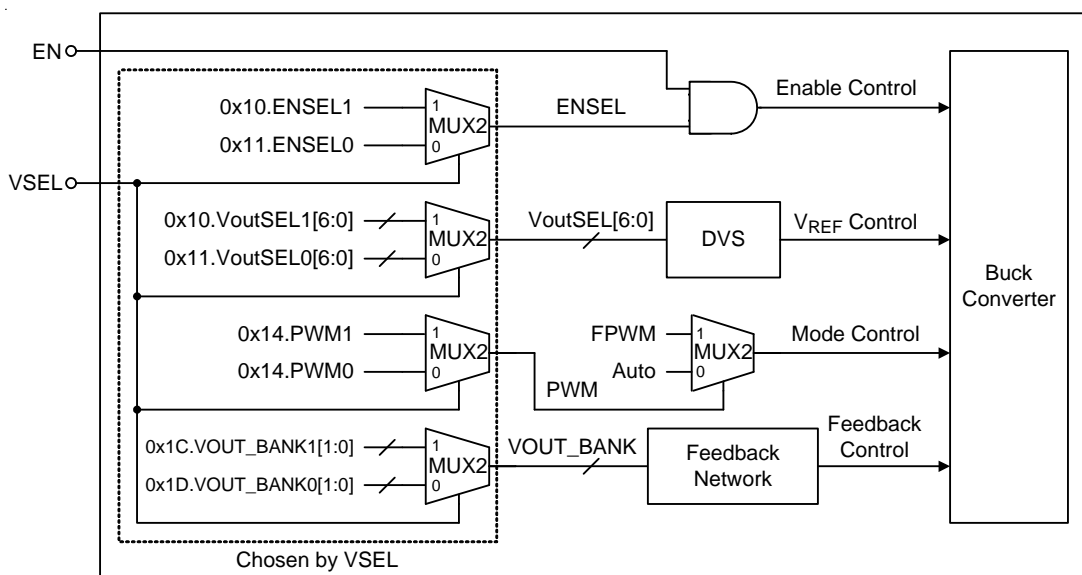 EN
0x10.ENSEL1
1
MUX2
0x11.ENSEL0
0
ENSEL
Enable Control
VSEL
0x10.VoutSEL1[6:0]
1
MUX2
0x11.VoutSEL0[6:0]
0
VoutSEL[6:0]
DVS
VREF Control
Buck
Converter
0x14.PWM1
1
MUX2
0x14.PWM0
0
PWM
FPWM
1
MUX2
Auto
0
Mode Control
0x1C.VOUT_BANK1[1:0]
1
MUX2
0x1D.VOUT_BANK0[1:0]
0
VOUT_BANK
Feedback
Network
Feedback
Control
Chosen by VSEL